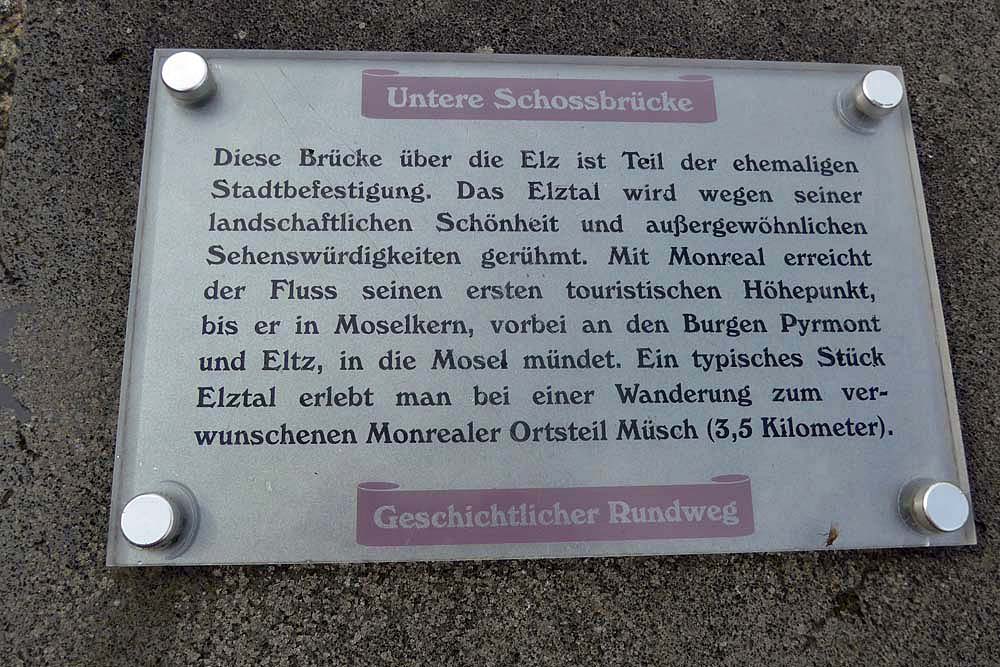 Untere Schossbrücke
Diese Brücke über die Elz ist Teil der ehemaligen
Stadtbefestigung. Das Elztal wird wegen seiner
landschaftlichen Schönheit und außergewöhnlichen
Sehenswürdigkeiten gerühmt. Mit Monreal erreicht
der Fluss seinen ersten touristischen Höhepunkt,
bis er in Moselkern, vorbei an den Burgen Pyrmont
und Eltz, in die Mosel mündet. Ein typisches Stück
Elztal erlebt man bei einer Wanderung zum ver-
wunschenen Monrealer Ortsteil Müsch (3,5 Kilometer).
Geschichtlicher Rundweg